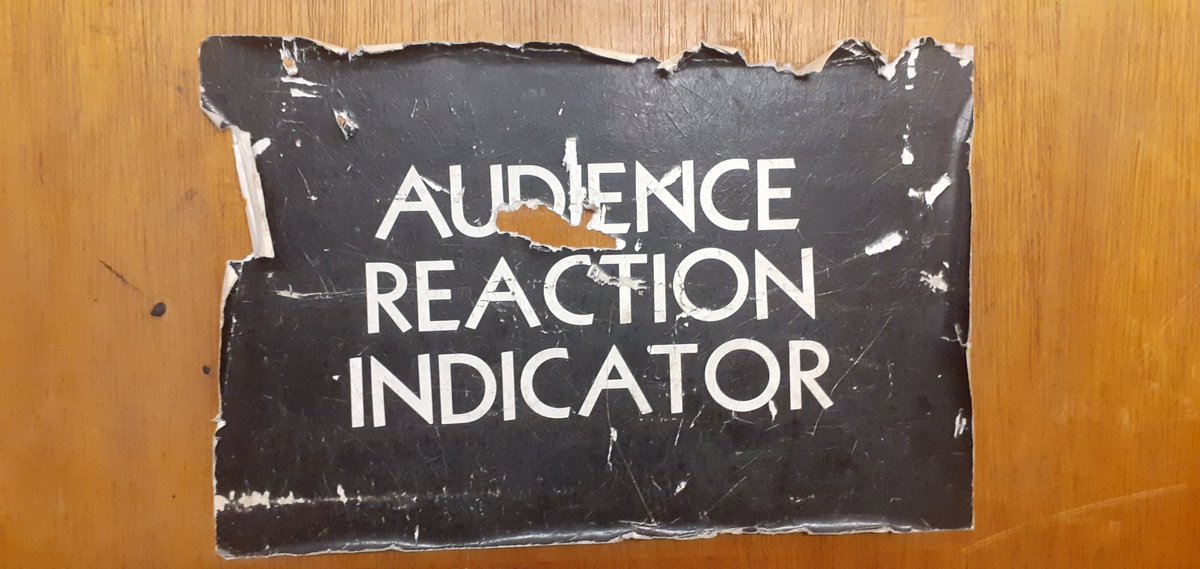 AUDIENCE
REACTION
INDICATOR